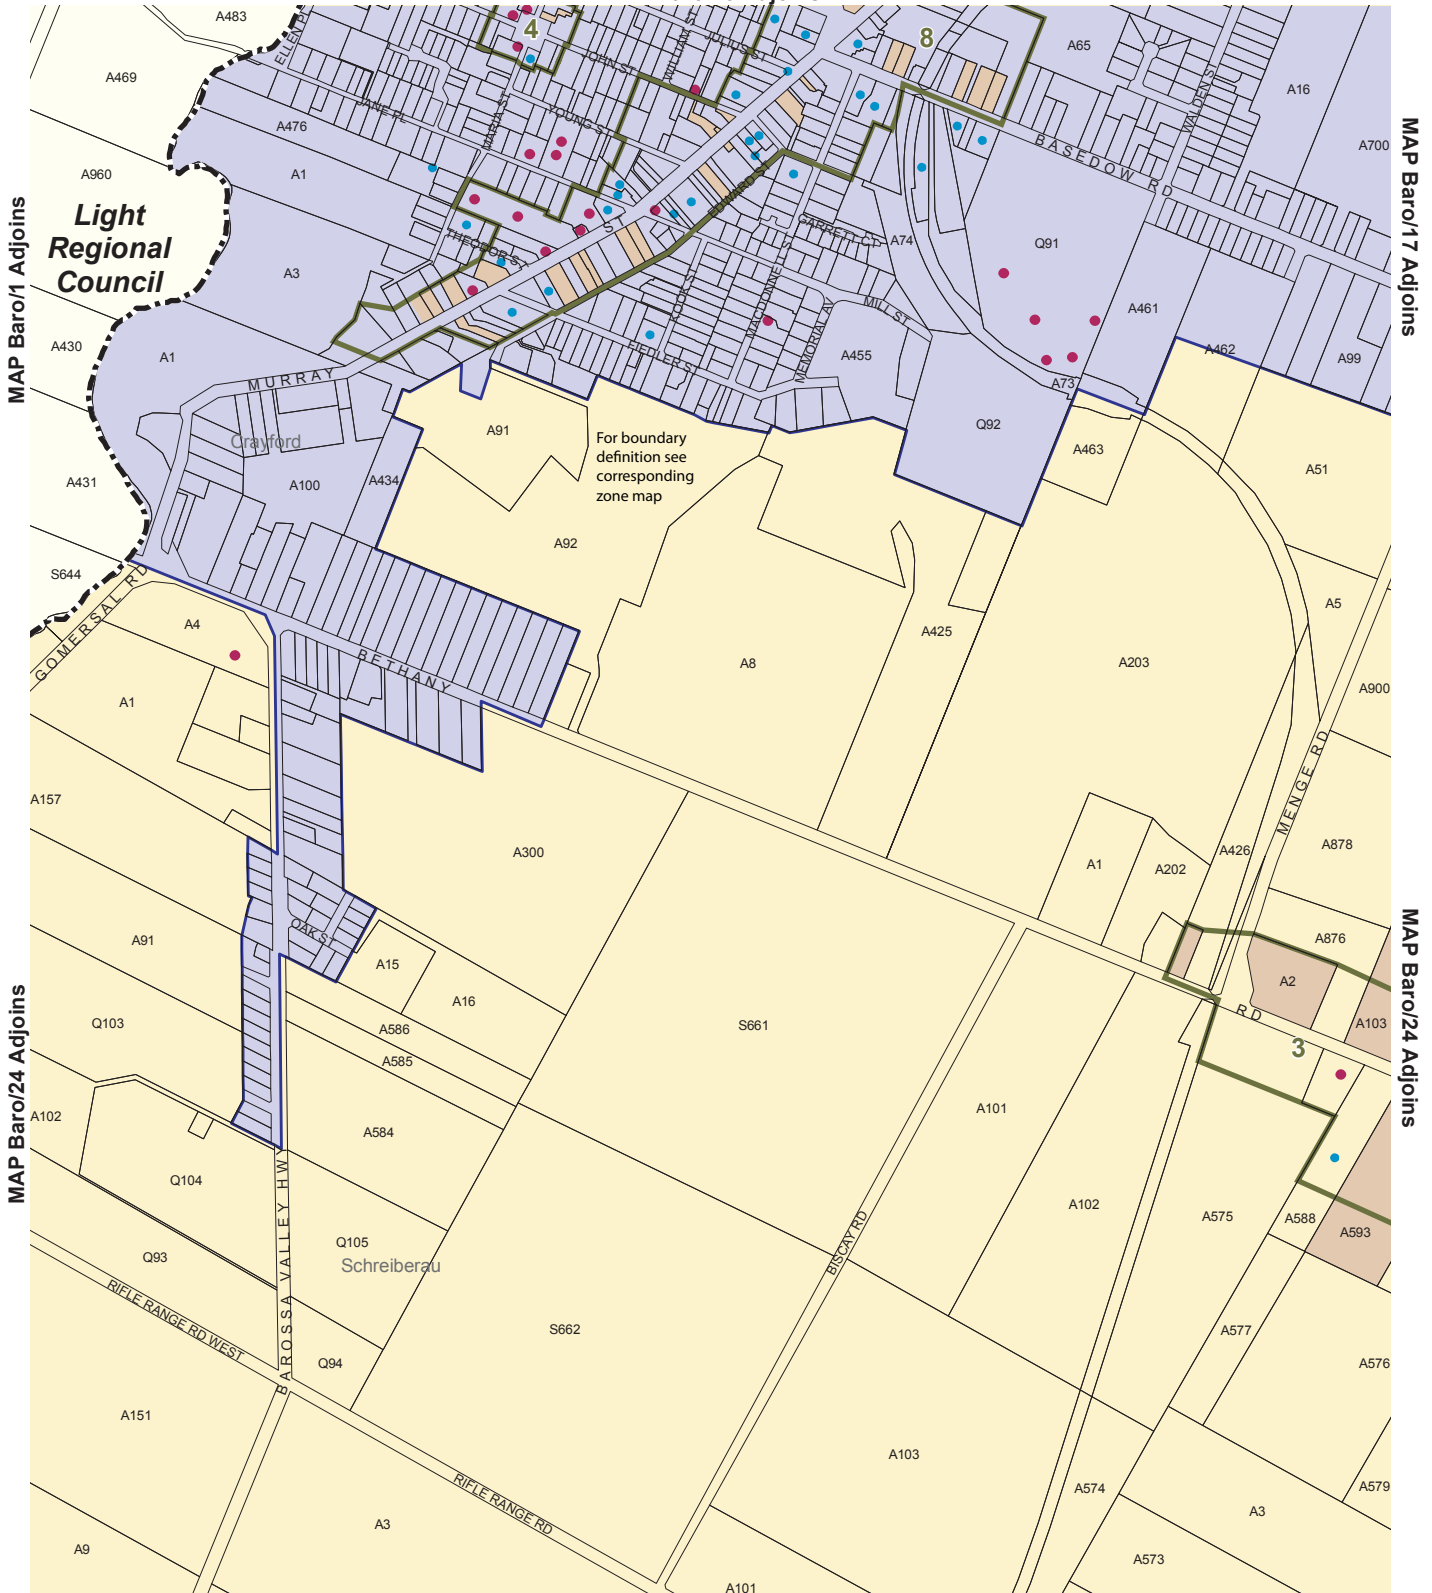 A483
ELLEN PL
4
JOHN ST
WILLIAM ST
JULIUS ST
8
A65
A469
A16
WALDEN ST
JANE PL
A476
MARIA ST
YOUNG ST
BASEDOW RD
A700
A960
A1
EDWARD ST
Light
Regional
Council
GARRETT CT
A74
Q91
THEODOR ST
ST
A3
KOOK ST
MACDONNELL ST
MILL ST
A461
MEMORIAL AV
A430
A1
FIEDLER ST
A455
A462
A99
MURRAY
A73
Crayford
A91
For boundary
definition see
corresponding
zone map
Q92
A463
A51
A431
A100
A434
A92
S644
GOMERSAL RD
A4
A425
A5
BETHANY
A8
A203
A900
A1
MENGE RD
A157
A300
A1
A202
A426
A878
OAK ST
A91
A15
A876
A2
A16
RD
A103
Q103
A586
S661
3
A585
A102
A584
A101
Q104
A102
A575
A588
A593
Q93
Q105
Schreiberau
BISCAY RD
BAROSSA VALLEY HWY
RIFLE RANGE RD WEST
S662
A577
A576
Q94
A151
A103
RIFLE RANGE RD
A574
A579
A3
A3
A9
A573
A101
MAP Baro/1 Adjoins
MAP Baro/24 Adjoins
MAP Baro/17 Adjoins
MAP Baro/24 Adjoins